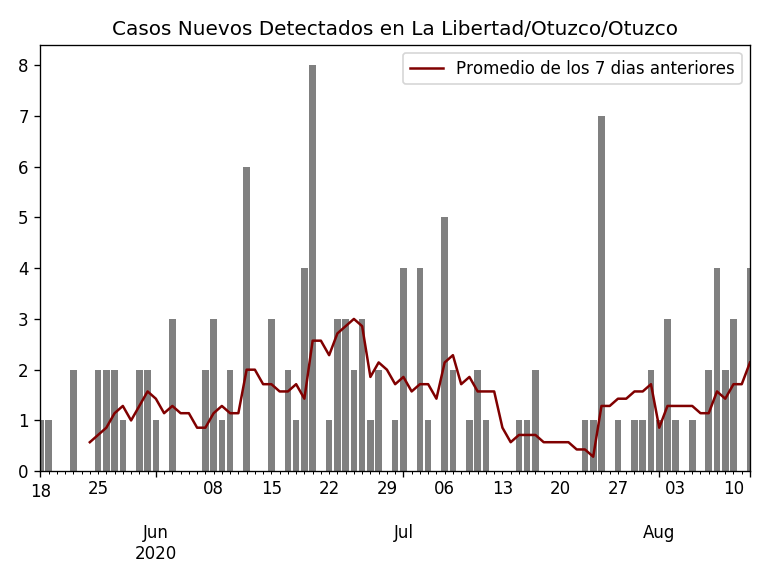 Casos Nuevos Detectados en La Libertad/Otuzco/Otuzco
Promedio de los 7 dias anteriores
8
7
6
5
4
3
2
1
0
18 25 08 15 22 29 06 13 20 27 03 10
Jun Jul Aug
2020